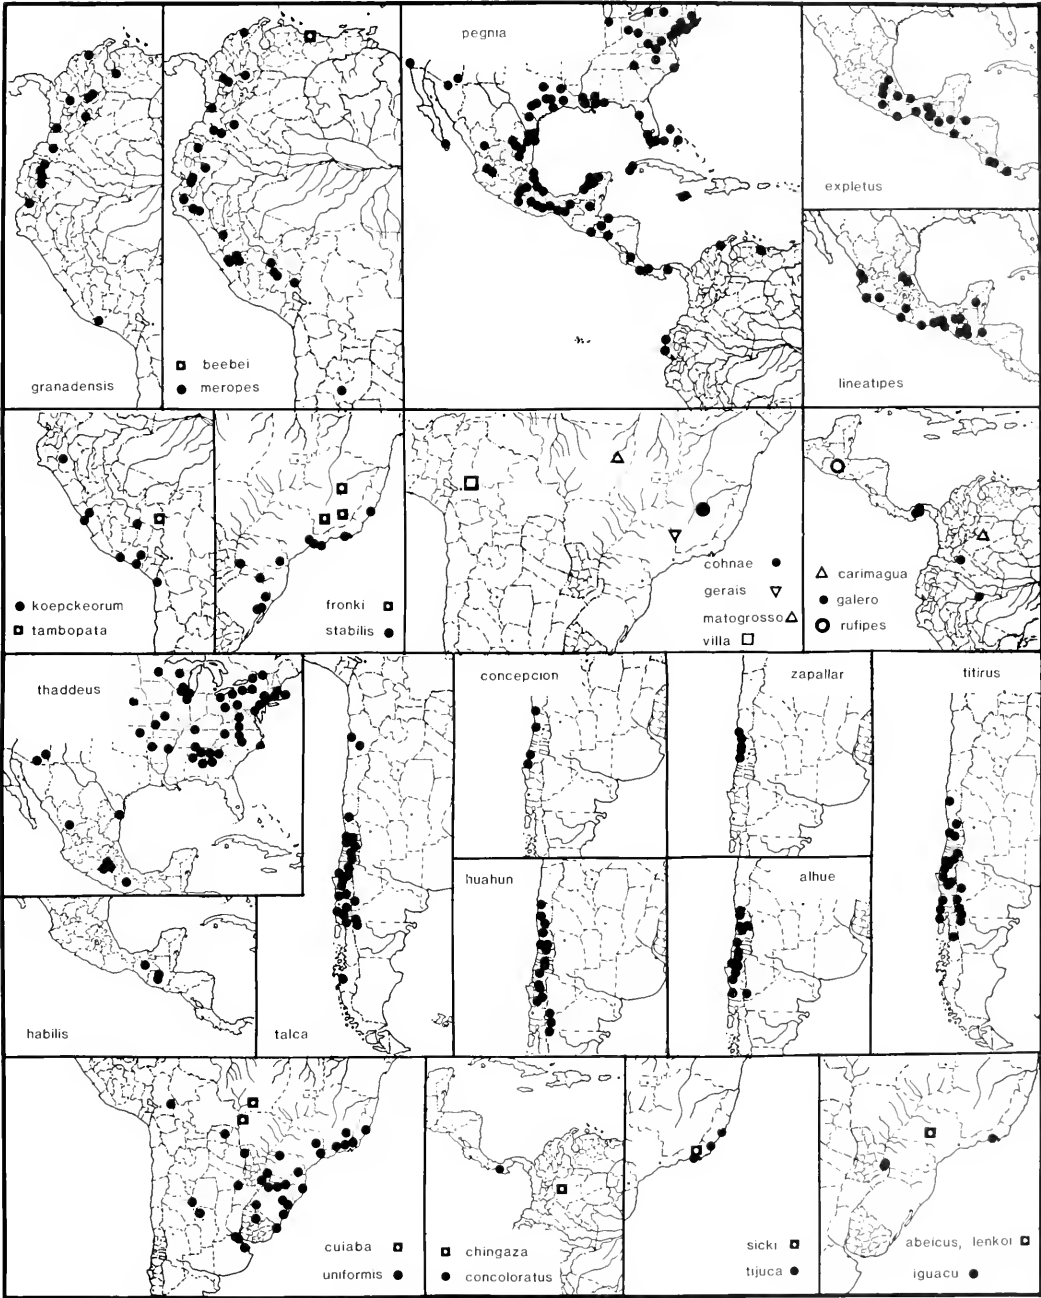 granadensis
beebei
meropes
pegnia
expletus
lineatipes
koepckeorum
tambopata
fronki
stabilis
cohnae
gerais
matogrosso
villa
carimagua
galero
rufipes
thaddeus
habilis
talca
concepcion
zapallar
huahun
alhue
titirus
cuiaba
uniformis
chingaza
concoloratus
sicki
tijuca
abeicus, lenkoi
iguacu